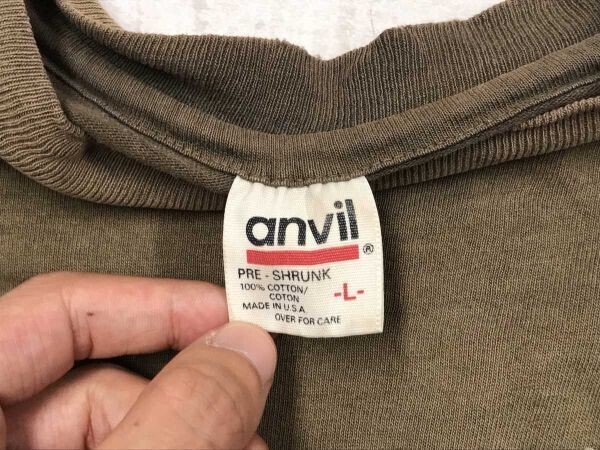 anvil
®
PRE - SHRUNK
100% COTTON/
COTON
-L-
MADE IN U.S.A
OVER FOR CARE